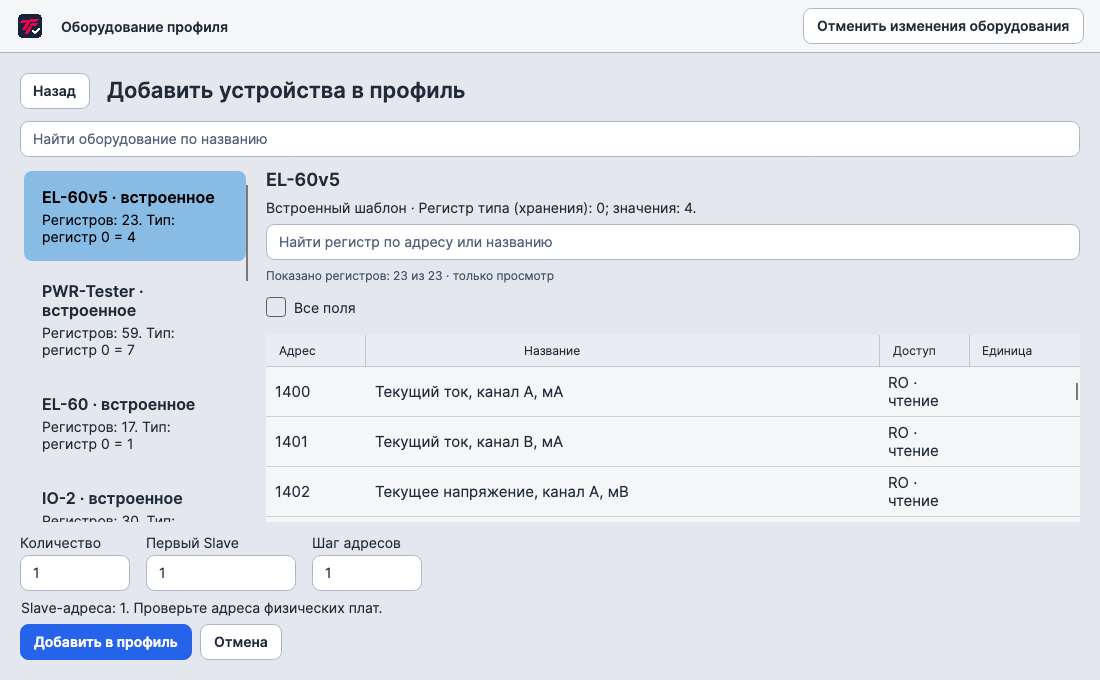 Оборудование профиля
Отменить изменения оборудования
Назад
Добавить устройства в профиль
Найти оборудование по названию
EL-60v5 · встроенное
Регистров: 23. Тип:
регистр 0 = 4
PWR-Tester ·
встроенное
Регистров: 59. Тип:
регистр 0 = 7
EL-60 · встроенное
Регистров: 17. Тип:
регистр 0 = 1
IO-2 · встроенное
Регистров: 30. Тип:
EL-60v5
Встроенный шаблон · Регистр типа (хранения): 0; значения: 4.
Найти регистр по адресу или названию
Показано регистров: 23 из 23 · только просмотр
Все поля
Адрес Название Доступ Единица
1400 Текущий ток, канал A, мА RO ·
чтение
1401 Текущий ток, канал B, мА RO ·
чтение
1402 Текущее напряжение, канал A, мВ RO ·
чтение
Количество Первый Slave Шаг адресов
1 1 1
Slave-адреса: 1. Проверьте адреса физических плат.
Добавить в профиль Отмена